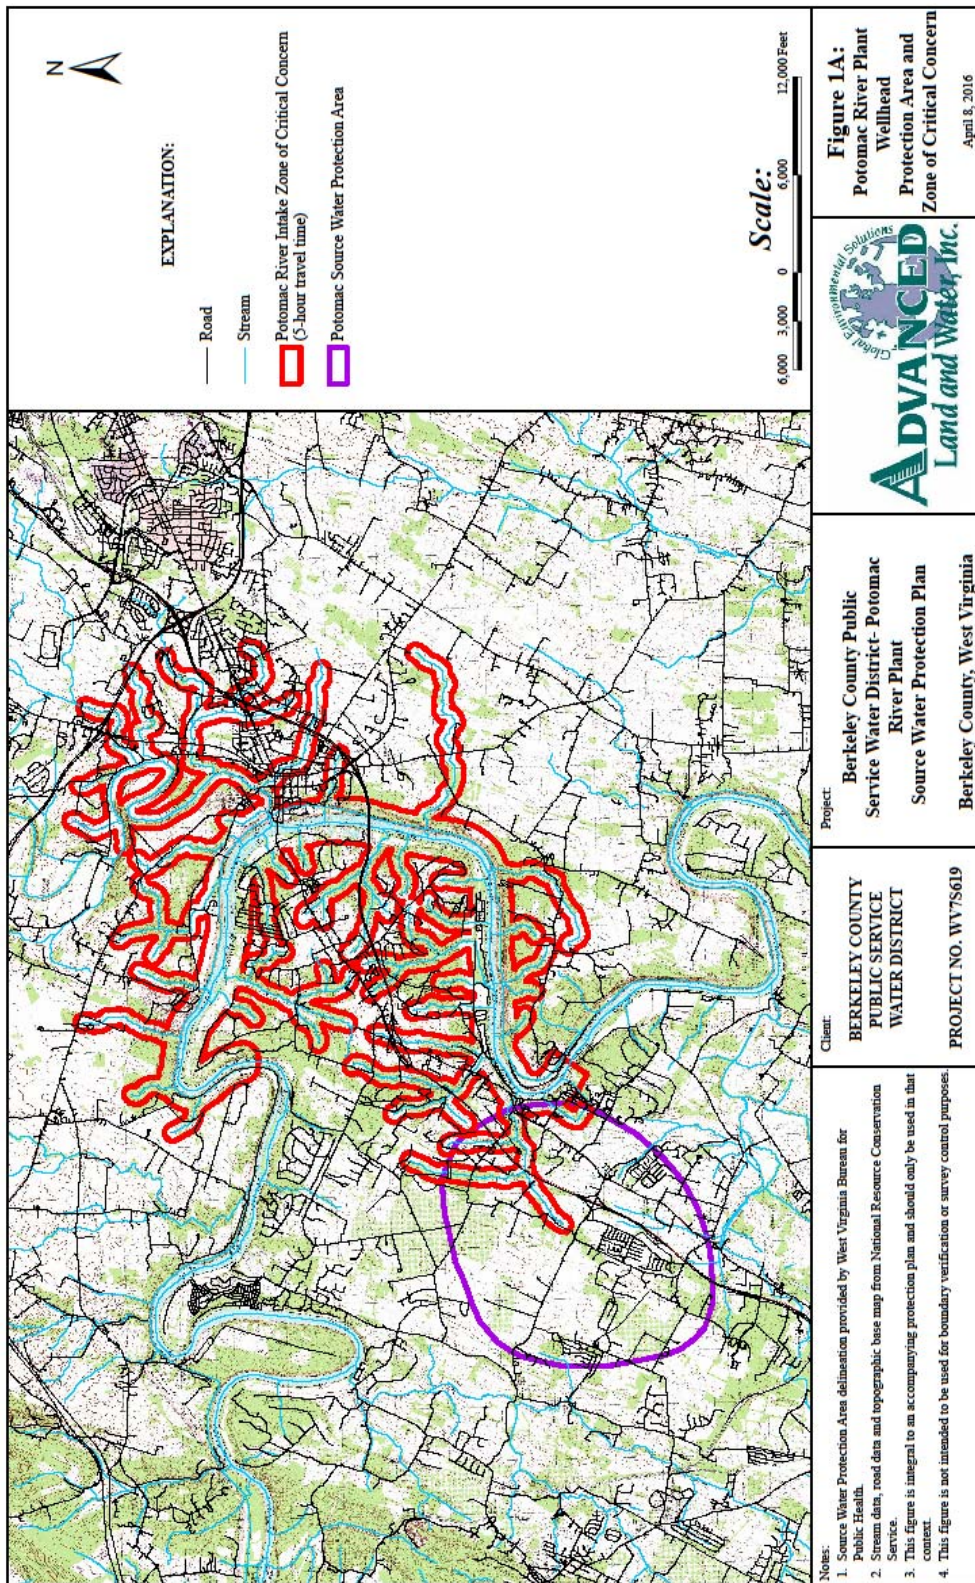 N
EXPLANATION:
Road
Stream
Potomac River Intake Zone of Critical Concern
(5-hour travel time)
Potomac Source Water Protection Area
Scale:
6,000 3,000 0 6,000 12,000 Feet
Notes:
1. Source Water Protection Area delineation provided by West Virginia Bureau for
Public Health.
2. Stream data, road data and topographic base map from National Resource Conservation
Service.
3. This figure is integral to an accompanying protection plan and should only be used in that
context.
4. This figure is not intended to be used for boundary verification or survey control purposes.
Client:
BERKELEY COUNTY
PUBLIC SERVICE
WATER DISTRICT
PROJECT NO. WV7S619
Project:
Berkeley County Public
Service Water District- Potomac
River Plant
Source Water Protection Plan
Berkeley County, West Virginia
"Global Environmental Solutions"
ADVANCED
Land and Water, Inc.
Figure 1A:
Potomac River Plant
Wellhead
Protection Area and
Zone of Critical Concern
April 8, 2016